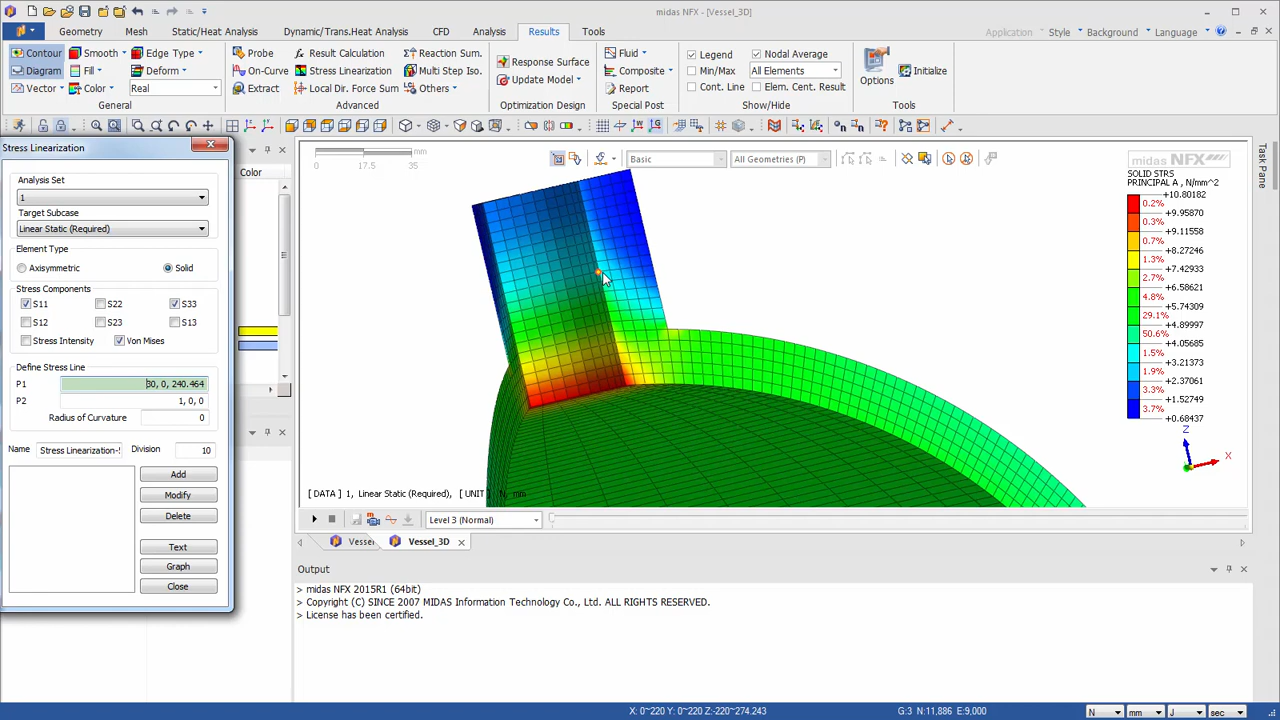 midas NFX - [Vessel_3D]
Geometry Mesh Static/Heat Analysis Dynamic/Trans.Heat Analysis CFD Analysis Results Tools Application Style Background Language
Contour Smooth Edge Type Probe Result Calculation Reaction Sum. Response Surface Fluid Legend Nodal Average
Diagram Fill Deform On-Curve Stress Linearization Multi Step Iso. Update Model Composite Min/Max All Elements Options Initialize
Vector Color Real Extract Local Dir. Force Sum Others Report Cont. Line Elem. Cent. Result
General Advanced Optimization Design Special Post Show/Hide Tools
Stress Linearization
Analysis Set
1
Target Subcase
Linear Static (Required)
Element Type
Axisymmetric Solid
Stress Components
S11 S22 S33
S12 S23 S13
Stress Intensity Von Mises
Define Stress Line
P1 30, 0, 240.464
P2 1, 0, 0
Radius of Curvature 0
Name Stress Linearization- Division 10
Add
Modify
Delete
Text
Graph
Close
Color
0 17.5 35
mm
Basic All Geometries (P)
midas NFX
SOLID STRS
PRINCIPAL A , N/mm^2
+10.80182
0.2%
+9.95870
0.3%
+9.11558
0.7%
+8.27246
1.3%
+7.42933
2.7%
+6.58621
4.8%
+5.74309
29.1%
+4.89997
50.6%
+4.05685
1.5%
+3.21373
1.9%
+2.37061
3.3%
+1.52749
3.7%
+0.68437
Z
X
Task Pane
[ DATA ] 1, Linear Static (Required), [ UNIT ] N, mm
Level 3 (Normal)
Vesse Vessel_3D
Output
> midas NFX 2015R1 (64bit)
> Copyright (C) SINCE 2007 MIDAS Information Technology Co., Ltd. ALL RIGHTS RESERVED.
> License has been certified.
X: 0~220 Y: 0~220 Z:-220~274.243 G:3 N:11,886 E:9,000 N mm J sec